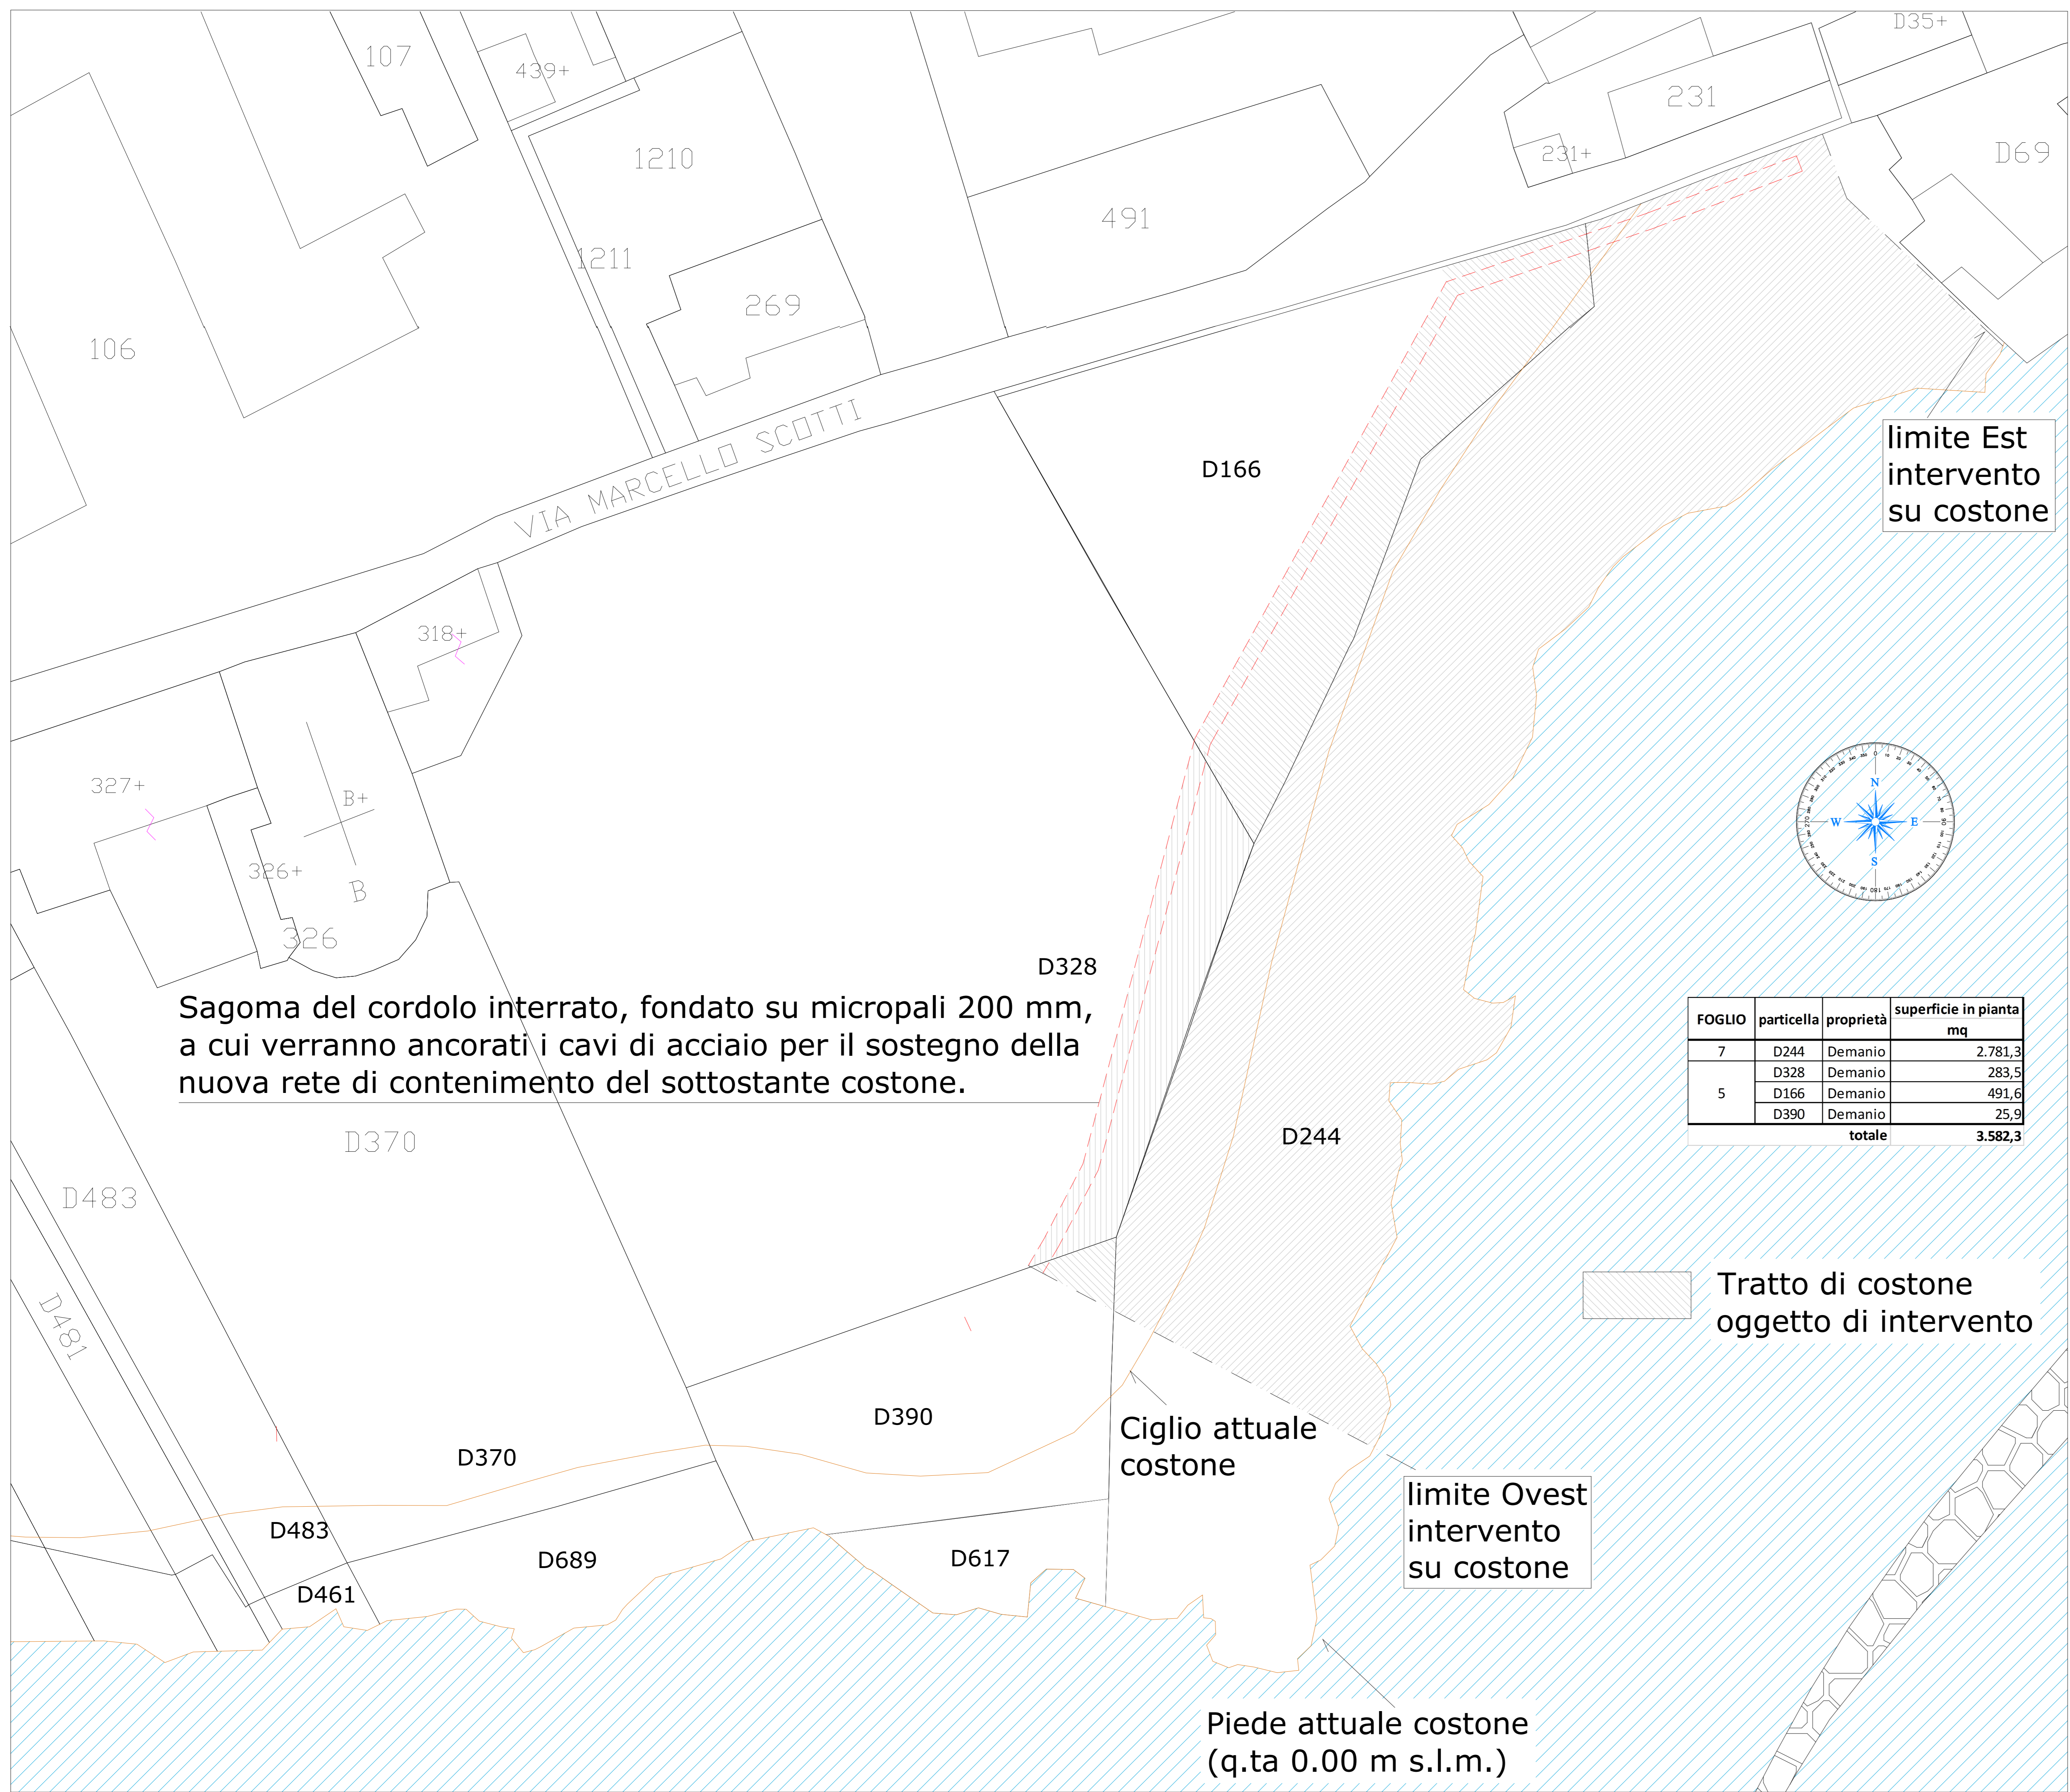 107
439+
D35+
231
1210
231+
D69
491
1211
269
106
VIA MARCELLO SCOTTI
limite Est
intervento
su costone
D166
318+
327+
B+
326+
B
326
N
W E
S
D328
Sagoma del cordolo interrato, fondato su micropali 200 mm,
a cui verranno ancorati i cavi di acciaio per il sostegno della
nuova rete di contenimento del sottostante costone.
FOGLIO particella proprietà superficie in pianta
mq
7 D244 Demanio 2.781,3
D328 Demanio 283,5
5 D166 Demanio 491,6
D390 Demanio 25,9
totale 3.582,3
D370
D244
D483
D481
Tratto di costone
oggetto di intervento
D390
Ciglio attuale
costone
D370
limite Ovest
intervento
su costone
D483
D689
D617
D461
Piede attuale costone
(q.ta 0.00 m s.l.m.)